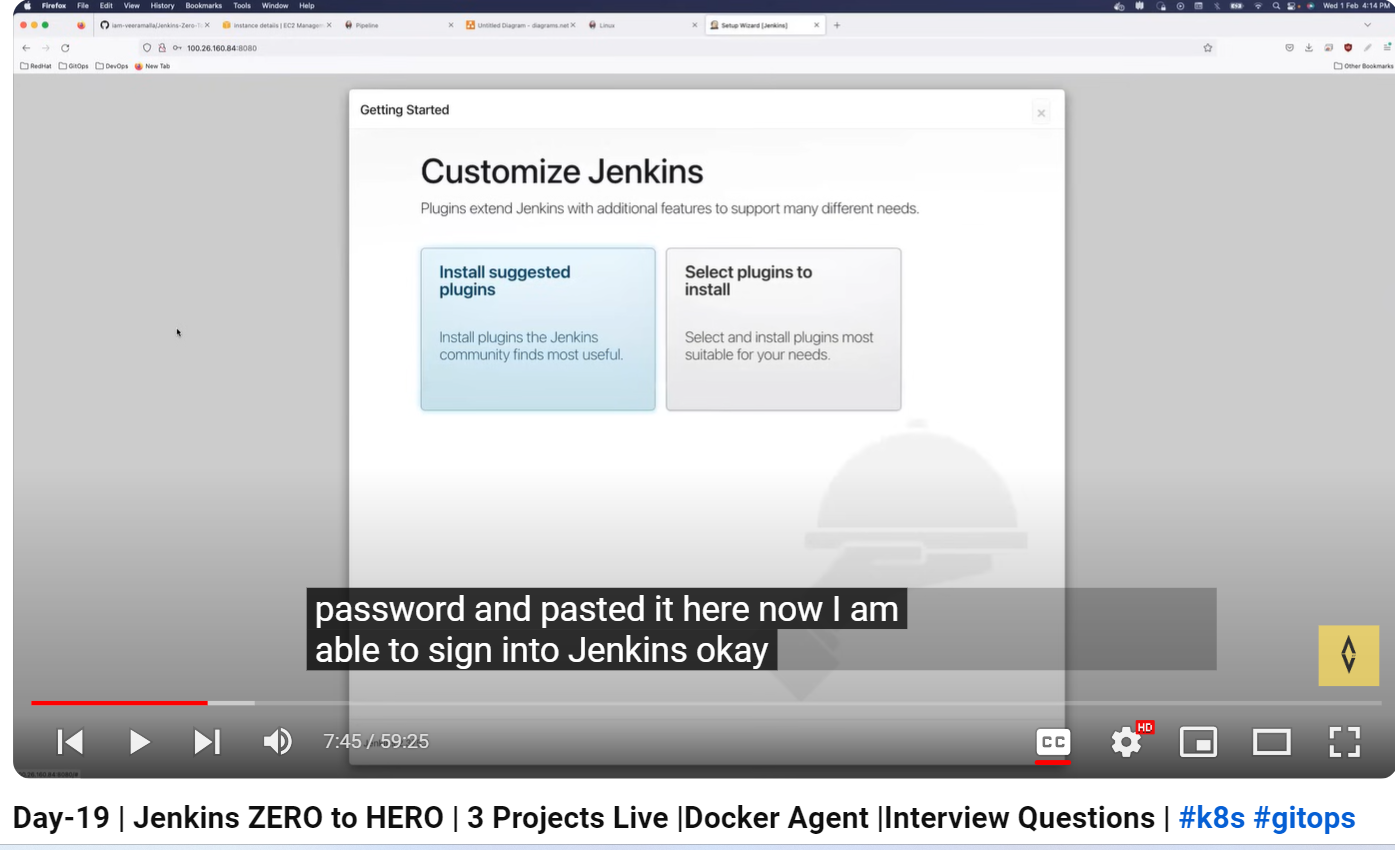 Firefox File Edit View History Bookmarks Tools Window Help Wed 1 Feb 4:14 PM
iam-veeramalla/Jenkins-Zero-To Instance details | EC2 Manager Pipeline Untitled Diagram - diagrams.net Linux Setup Wizard [Jenkins]
100.26.160.84:8080
RedHat GitOps DevOps New Tab Other Bookmarks
Getting Started
Customize Jenkins
Plugins extend Jenkins with additional features to support many different needs.
Install suggested
plugins
Install plugins the Jenkins
community finds most useful.
Select plugins to
install
Select and install plugins most
suitable for your needs.
password and pasted it here now I am
able to sign into Jenkins okay
7:45 / 59:25
CC
HD
Day-19 | Jenkins ZERO to HERO | 3 Projects Live |Docker Agent |Interview Questions | #k8s #gitops